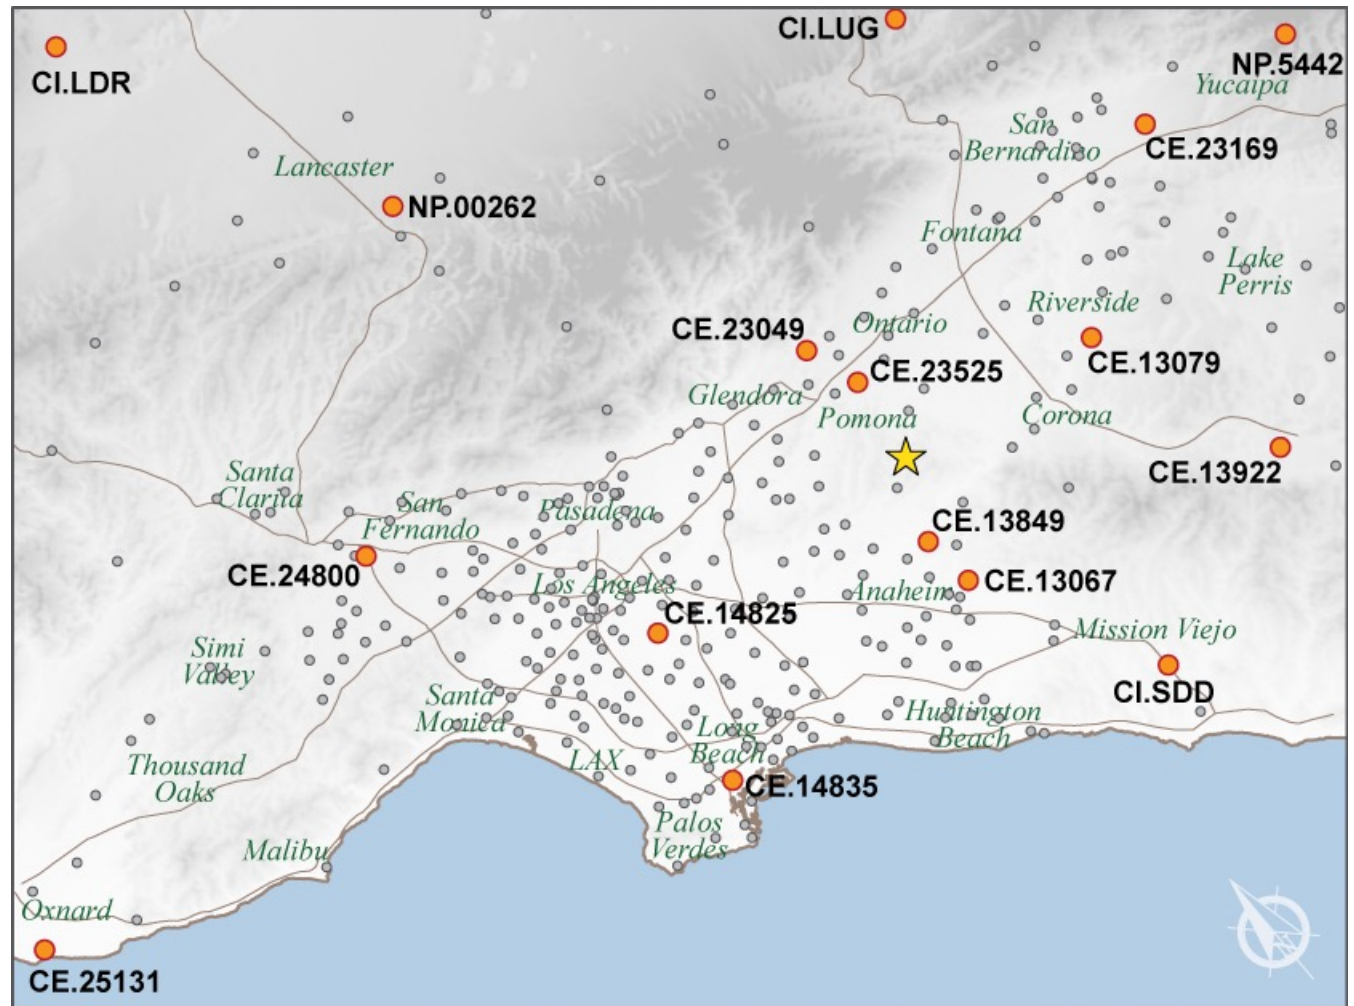 CI.LUG
CI.LDR
NP.5442
Yucaipa
San
Bernardino
CE.23169
Lancaster
NP.00262
Fontana
Lake
Perris
Riverside
CE.23049
Ontario
CE.13079
CE.23525
Glendora
Pomona
Corona
CE.13922
Santa
Clarita
San
Fernando
Pasadena
CE.13849
CE.24800
Los Angeles
Anaheim
CE.13067
CE.14825
Mission Viejo
Simi
Valley
CI.SDD
Santa
Monica
Huntington
Beach
Long
Beach
LAX
Thousand
Oaks
CE.14835
Palos
Verdes
Malibu
Oxnard
CE.25131